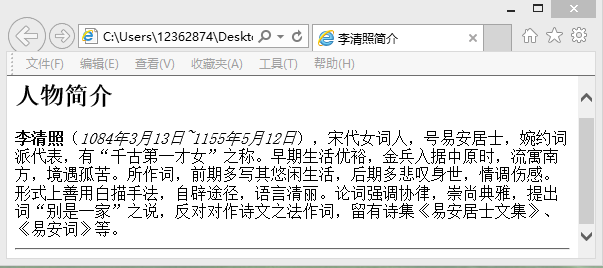 C:\Users\12362874\Deskto
李清照简介
文件(F) 编辑(E) 查看(V) 收藏夹(A) 工具(T) 帮助(H)
人物简介
李清照（1084年3月13日~1155年5月12日），宋代女词人，号易安居士，婉约词
派代表，有“千古第一才女”之称。早期生活优裕，金兵入据中原时，流寓南
方，境遇孤苦。所作词，前期多写其悠闲生活，后期多悲叹身世，情调伤感。
形式上善用白描手法，自辟途径，语言清丽。论词强调协律，崇尚典雅，提出
词“别是一家”之说，反对对作诗文之法作词，留有诗集《易安居士文集》、
《易安词》等。